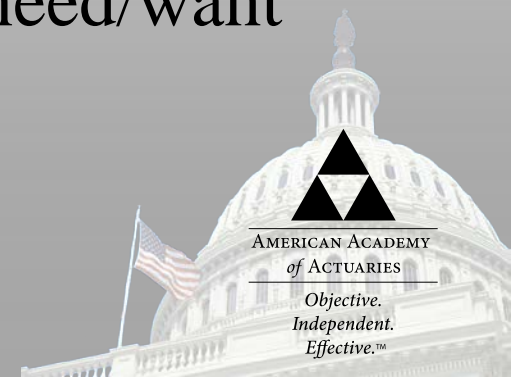 need/want
AMERICAN ACADEMY
of ACTUARIES
Objective.
Independent.
Effective.™